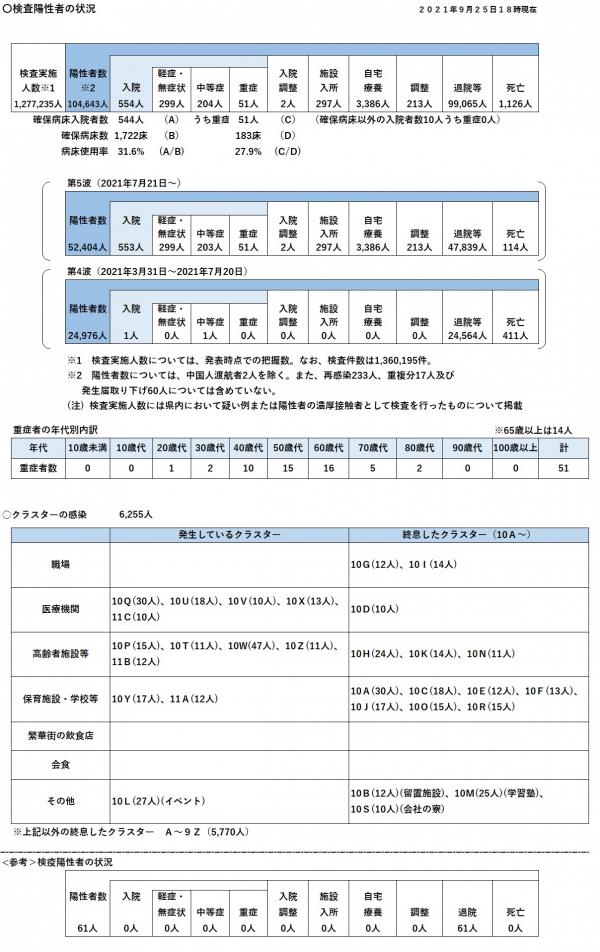 〇検査陽性者の状況
２０２１年９月２５日１８時現在
検査実施人数※1 陽性者数※2 入院 軽症・無症状 中等症 重症 入院調整 施設入所 自宅療養 調整 退院等 死亡
1,277,235人 104,643人 554人 299人 204人 51人 2人 297人 3,386人 213人 99,065人 1,126人
確保病床入院者数 544人 （A） うち重症 51人 （C） （確保病床以外の入院者数10人うち重症0人）
確保病床数 1,722床 （B） 183床 （D）
病床使用率 31.6% （A/B） 27.9% （C/D）
第5波（2021年7月21日～）
陽性者数 入院 軽症・無症状 中等症 重症 入院調整 施設入所 自宅療養 調整 退院等 死亡
52,404人 553人 299人 203人 51人 2人 297人 3,386人 213人 47,839人 114人
第4波（2021年3月31日～2021年7月20日）
陽性者数 入院 軽症・無症状 中等症 重症 入院調整 施設入所 自宅療養 調整 退院等 死亡
24,976人 1人 0人 1人 0人 0人 0人 0人 0人 24,564人 411人
※1 検査実施人数については、発表時点での把握数。なお、検査件数は1,360,195件。
※2 陽性者数については、中国人渡航者2人を除く。また、再感染233人、重複分17人及び
発生届取り下げ60人については含めていない。
（注）検査実施人数には県内において疑い例または陽性者の濃厚接触者として検査を行ったものについて掲載
重症者の年代別内訳 ※65歳以上は14人
年代 10歳未満 10歳代 20歳代 30歳代 40歳代 50歳代 60歳代 70歳代 80歳代 90歳代 100歳以上 計
重症者数 0 0 1 2 10 15 16 5 2 0 0 51
〇クラスターの感染 6,255人
発生しているクラスター 終息したクラスター（10Ａ～）
職場 10Ｇ(12人)、10Ｉ(14人)
医療機関 10Ｑ(30人)、10Ｕ(18人)、10Ｖ(10人)、10Ｘ(13人)、
11Ｃ(10人) 10Ｄ(10人)
高齢者施設等 10Ｐ(15人)、10Ｔ(11人)、10W(47人)、10Ｚ(11人)、
11Ｂ(12人) 10Ｈ(24人)、10Ｋ(14人)、10Ｎ(11人)
保育施設・学校等 10Ｙ(17人)、11Ａ(12人) 10Ａ(30人)、10Ｃ(18人)、10Ｅ(12人)、10Ｆ(13人)、
10Ｊ(17人)、10Ｏ(15人)、10Ｒ(15人)
繁華街の飲食店
会食
その他 10Ｌ(27人)(イベント) 10Ｂ(12人)(留置施設)、10M(25人)(学習塾)、
10Ｓ(10人)(会社の寮)
※上記以外の終息したクラスター Ａ～９Ｚ（5,770人）
<参考>検疫陽性者の状況
陽性者数 入院 軽症・無症状 中等症 重症 入院調整 施設入所 自宅療養 調整 退院 死亡
61人 0人 0人 0人 0人 0人 0人 0人 0人 61人 0人